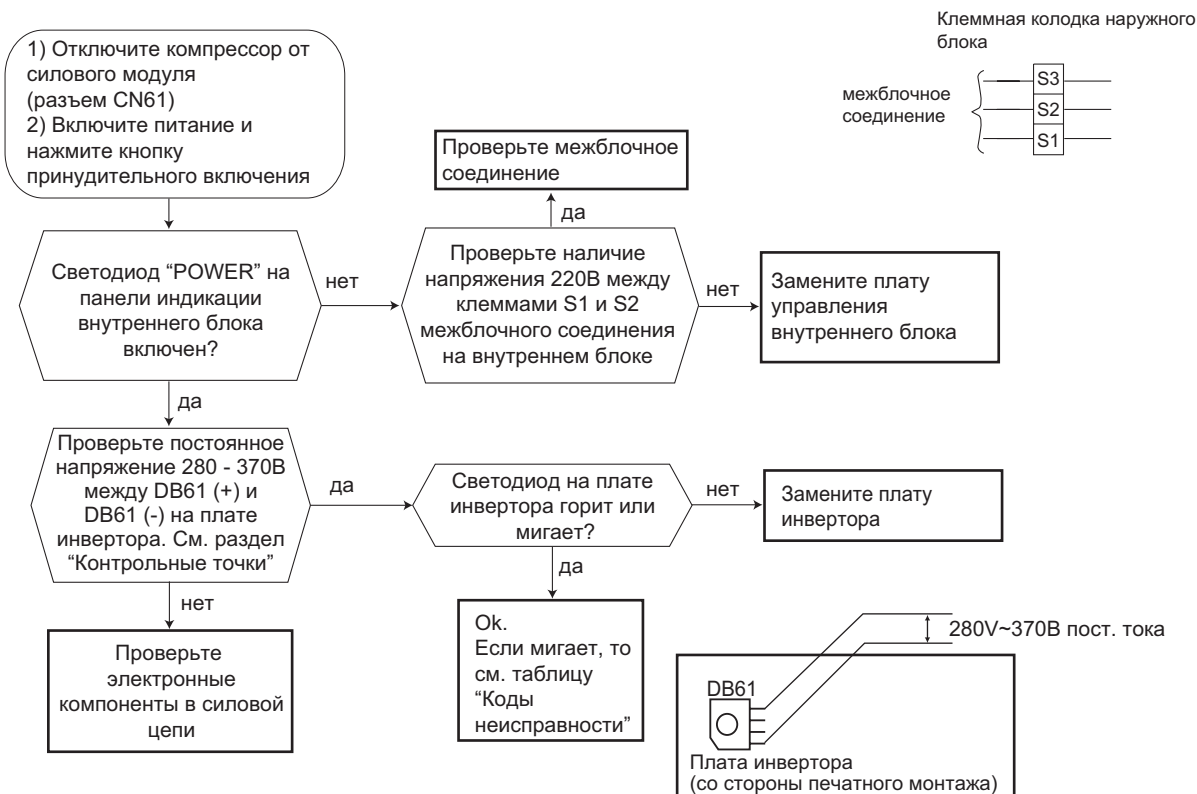 1) Отключите компрессор от
силового модуля
(разъем CN61)
2) Включите питание и
нажмите кнопку
принудительного включения
Клеммная колодка наружного
блока
межблочное
соединение
S3
S2
S1
Проверьте межблочное
соединение
да
Светодиод “POWER” на
панели индикации
внутреннего блока
включен?
нет
Проверьте наличие
напряжения 220В между
клеммами S1 и S2
межблочного соединения
на внутреннем блоке
нет
Замените плату
управления
внутреннего блока
да
Проверьте постоянное
напряжение 280 - 370В
между DB61 (+) и
DB61 (-) на плате
инвертора. См. раздел
“Контрольные точки”
да
Светодиод на плате
инвертора горит или
мигает?
нет
Замените плату
инвертора
нет
да
Проверьте
электронные
компоненты в силовой
цепи
Ok.
Если мигает, то
см. таблицу
“Коды
неисправности”
280V~370В пост. тока
DB61
Плата инвертора
(со стороны печатного монтажа)